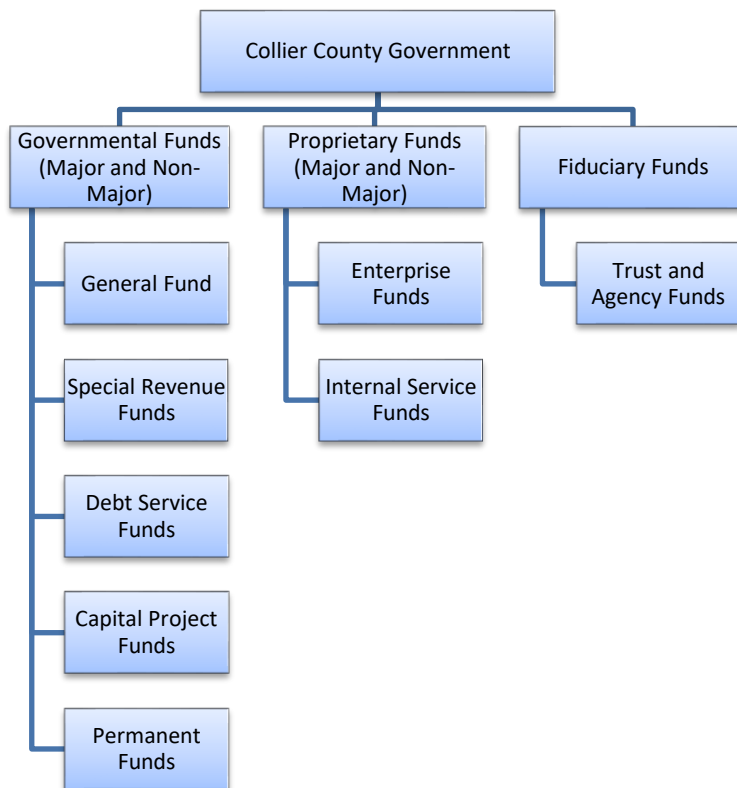 Collier County Government
Governmental Funds
(Major and Non-
Major)
Proprietary Funds
(Major and Non-
Major)
Fiduciary Funds
General Fund
Enterprise
Funds
Trust and
Agency Funds
Special Revenue
Funds
Internal Service
Funds
Debt Service
Funds
Capital Project
Funds
Permanent
Funds